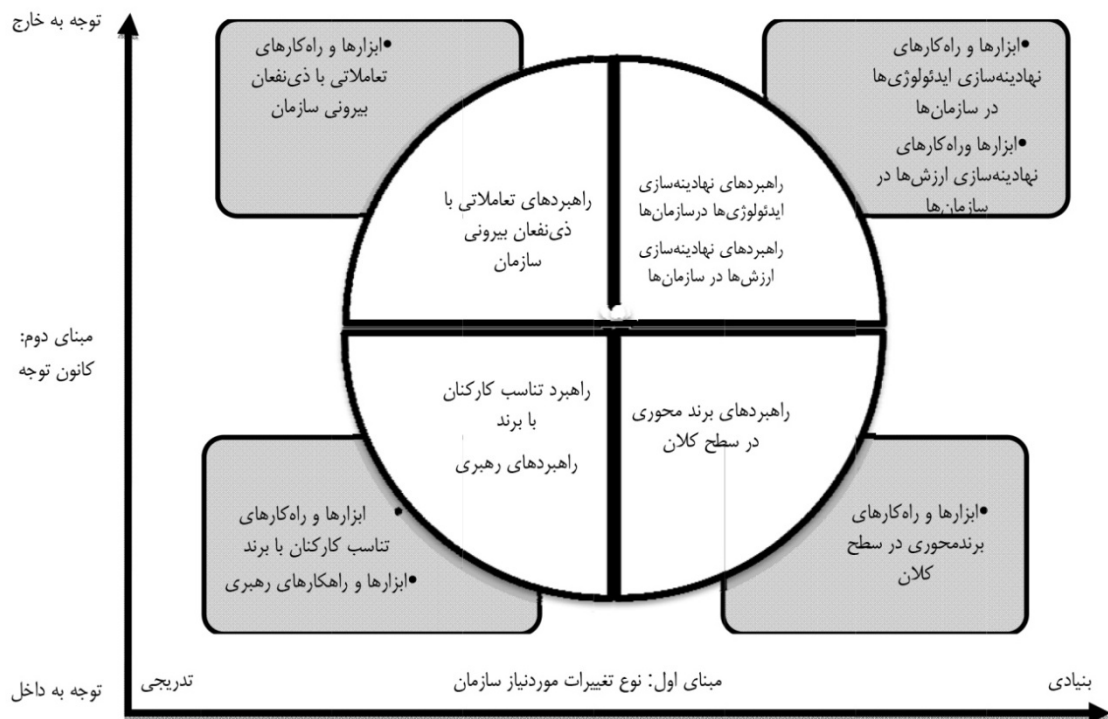 توجه به خارج
•ابزارها و راه‌کارهای
نهادینه‌سازی ایدئولوژی‌ها
در سازمان‌ها
•ابزارها وراه‌کارهای
نهادینه‌سازی ارزش‌ها در
سازمان‌ها
•ابزارها و راه‌کارهای
تعاملاتی با ذی‌نفعان
بیرونی سازمان
راهبردهای نهادینه‌سازی
ایدئولوژی‌ها درسازمان‌ها
راهبردهای نهادینه‌سازی
ارزش‌ها در سازمان‌ها
راهبردهای تعاملاتی با
ذی‌نفعان بیرونی
سازمان
مبنای دوم:
کانون توجه
راهبردهای برند محوری
در سطح کلان
راهبرد تناسب کارکنان
با برند
راهبردهای رهبری
•ابزارها و راه‌کارهای
برندمحوری در سطح
کلان
• ابزارها و راه‌کارهای
تناسب کارکنان با برند
•ابزارها و راهکارهای رهبری
بنیادی
مبنای اول: نوع تغییرات موردنیاز سازمان
تدریجی
توجه به داخل